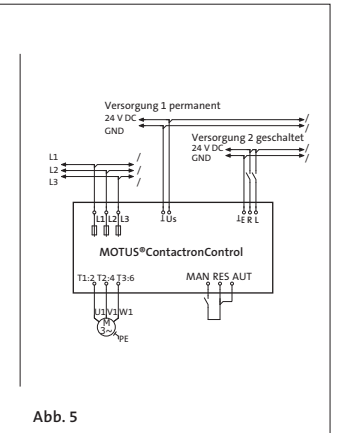 Versorgung 1 permanent
24 V DC
GND
Versorgung 2 geschaltet
24 V DC
GND
L1
L2
L3
L1 L2 L3
⊥ Us
⊥E R L
MOTUS®ContactronControl
T1:2 T2:4 T3:6
MAN RES AUT
U1 V1 W1
M
3~
PE
Abb. 5